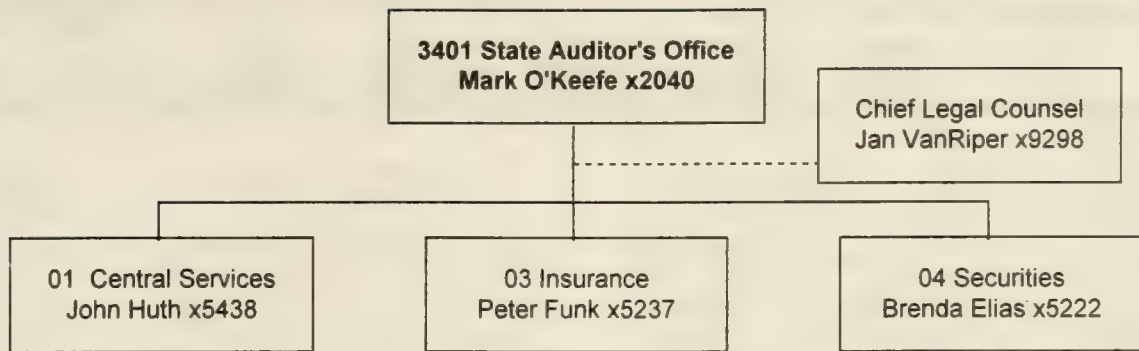 3401 State Auditor's Office
Mark O'Keefe x2040
Chief Legal Counsel
Jan VanRiper x9298
01 Central Services
John Huth x5438
03 Insurance
Peter Funk x5237
04 Securities
Brenda Elias x5222